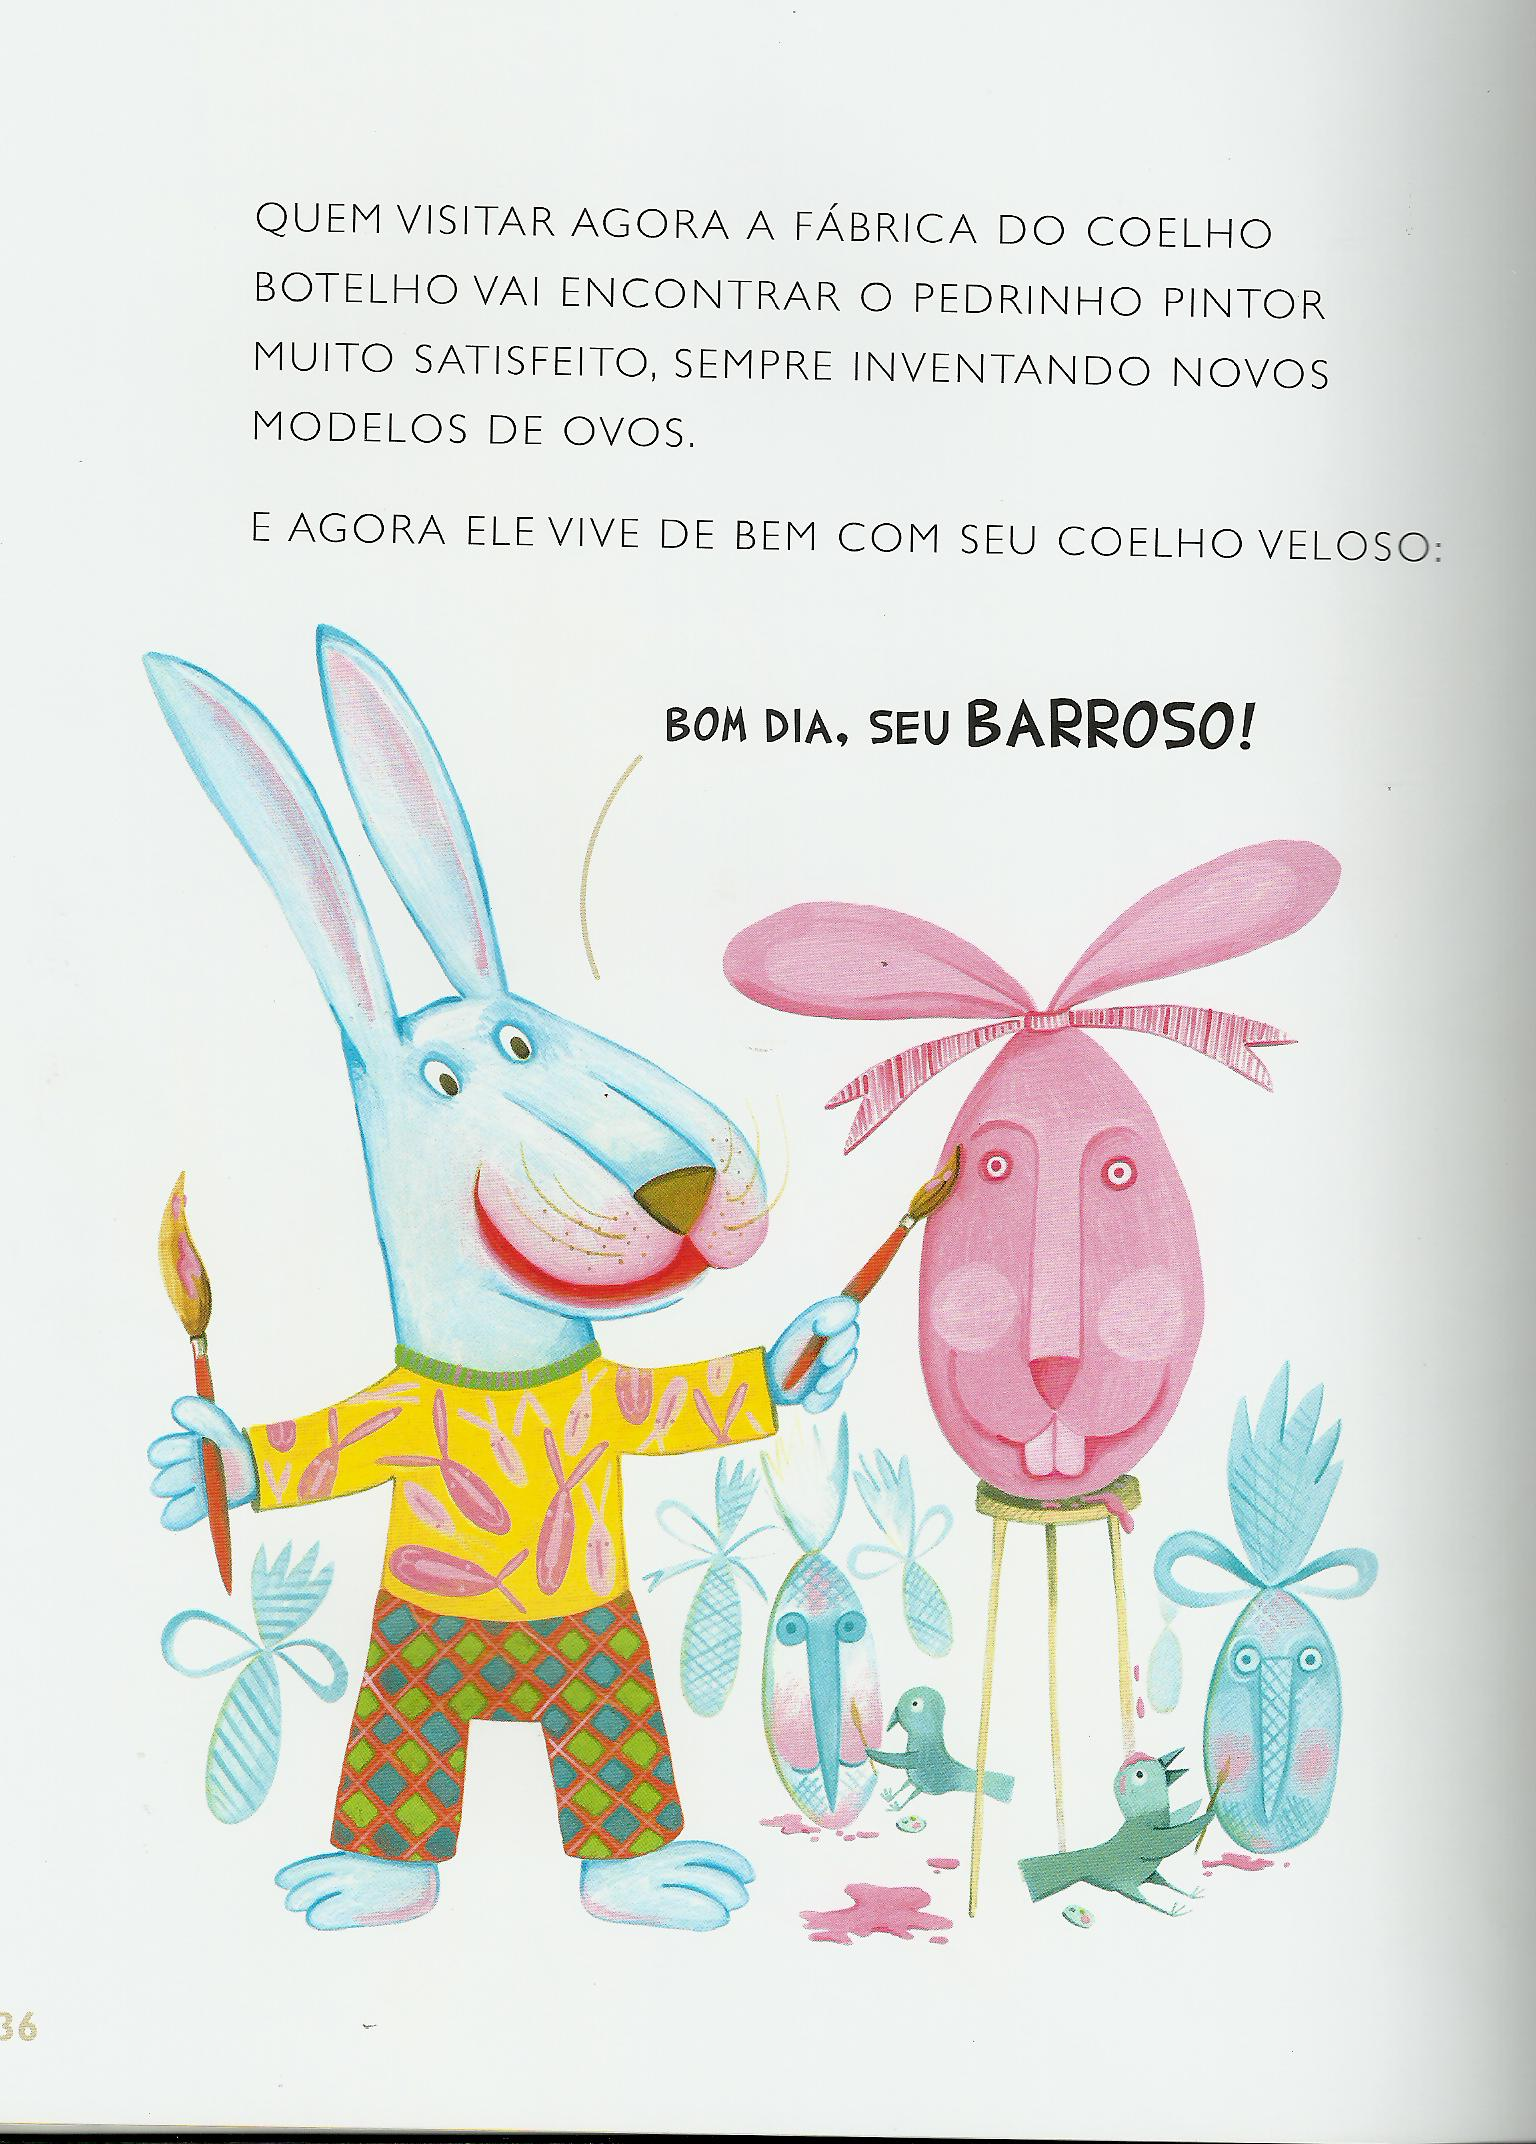 QUEM VISITAR AGORA A FÁBRICA DO COELHO
BOTELHO VAI ENCONTRAR O PEDRINHO PINTOR
MUITO SATISFEITO, SEMPRE INVENTANDO NOVOS
MODELOS DE OVOS.
E AGORA ELE VIVE DE BEM COM SEU COELHO VELOSO:
BOM DIA, SEU BARROSO!
36